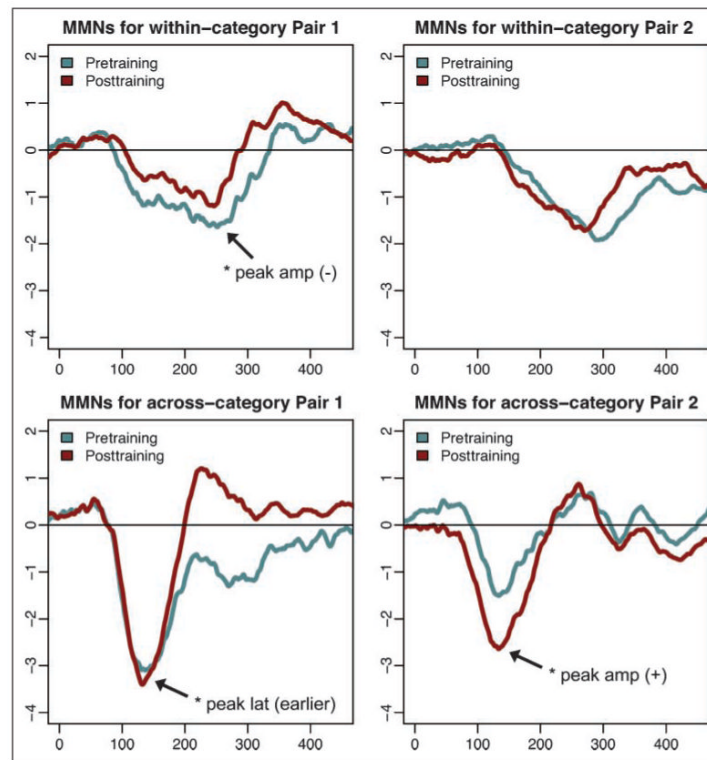 MMNs for within−category Pair 1
Pretraining
Posttraining
2
1
0
-1
-2
-3
-4
* peak amp (-)
0 100 200 300 400
MMNs for within−category Pair 2
Pretraining
Posttraining
2
1
0
-1
-2
-3
-4
0 100 200 300 400
MMNs for across−category Pair 1
Pretraining
Posttraining
2
1
0
-1
-2
-3
-4
* peak lat (earlier)
0 100 200 300 400
MMNs for across−category Pair 2
Pretraining
Posttraining
2
1
0
-1
-2
-3
-4
* peak amp (+)
0 100 200 300 400